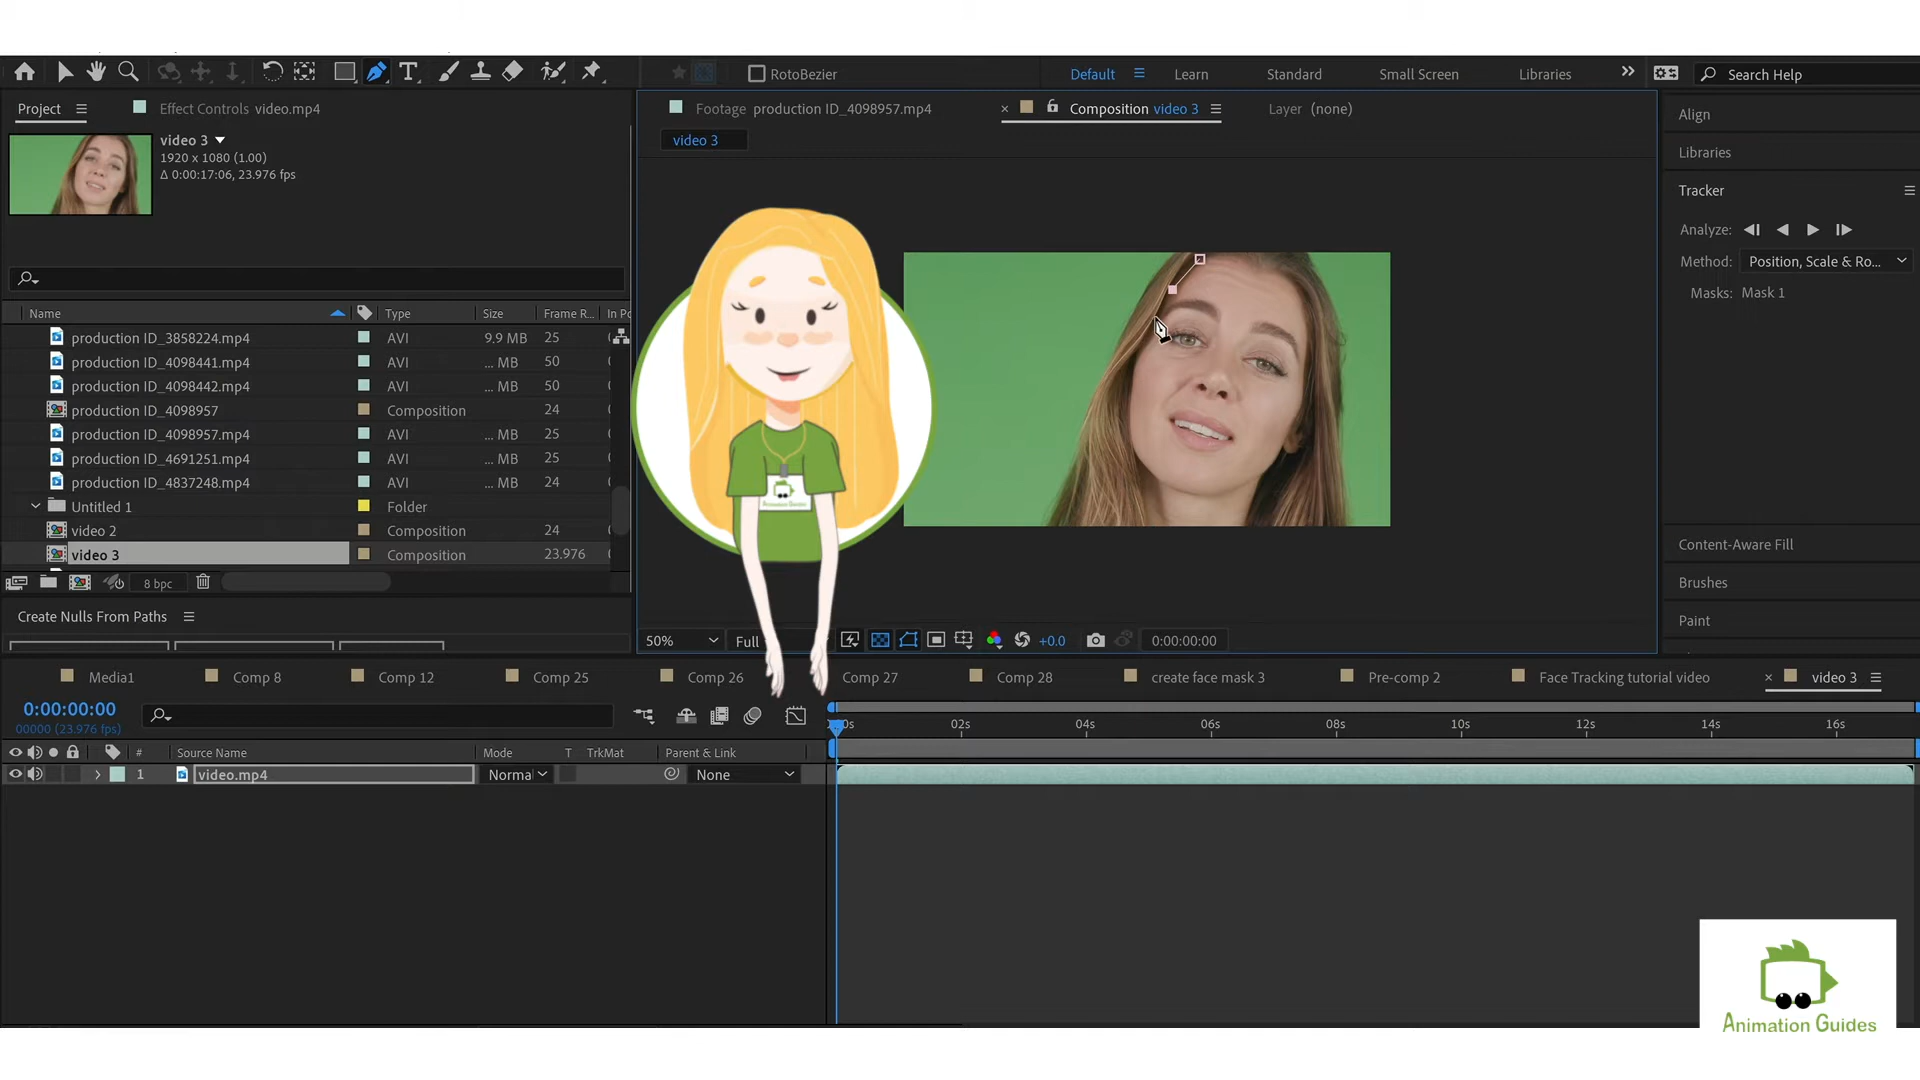 RotoBezier
Default
Learn
Standard
Small Screen
Libraries
Search Help
Project
Effect Controls video.mp4
Footage production ID_4098957.mp4
Composition video 3
Layer (none)
Align
video 3
1920 x 1080 (1.00)
Δ 0:00:17:06, 23.976 fps
video 3
Libraries
Tracker
Analyze:
Method: Position, Scale & Ro...
Masks: Mask 1
Name
Type
Size
Frame R...
In Po
production ID_3858224.mp4 AVI 9.9 MB 25
production ID_4098441.mp4 AVI ... MB 50
production ID_4098442.mp4 AVI ... MB 50
production ID_4098957 Composition 24
production ID_4098957.mp4 AVI ... MB 25
production ID_4691251.mp4 AVI ... MB 25
production ID_4837248.mp4 AVI ... MB 24
Untitled 1 Folder
video 2 Composition 24
video 3 Composition 23.976
8 bpc
Content-Aware Fill
Brushes
Paint
Create Nulls From Paths
50%
Full
+0.0
0:00:00:00
Media1
Comp 8
Comp 12
Comp 25
Comp 26
Comp 27
Comp 28
create face mask 3
Pre-comp 2
Face Tracking tutorial video
video 3
0:00:00:00
00000 (23.976 fps)
02s
04s
06s
08s
10s
12s
14s
16s
# Source Name Mode T TrkMat Parent & Link
1 video.mp4 Normal None
Animation Guides